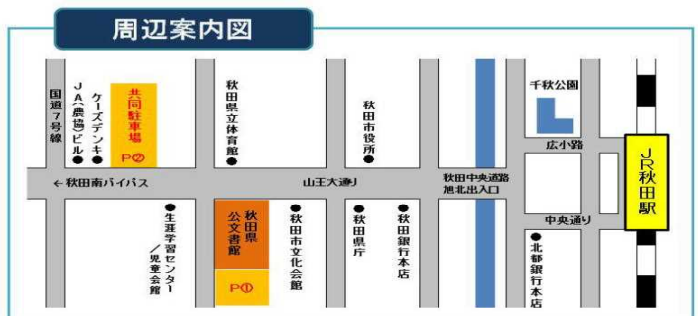 周辺案内図
国道7号線
JA(農協)ビル
ケーズデンキ
共同駐車場
P②
秋田県立体育館
秋田市役所
千秋公園
広小路
JR秋田駅
←秋田南バイパス
山王大通り
秋田中央道路
旭北出入口
中央通り
生涯学習センター
/児童会館
秋田県
公文書館
P①
秋田市文化会館
秋田県庁
秋田銀行本店
北都銀行本店